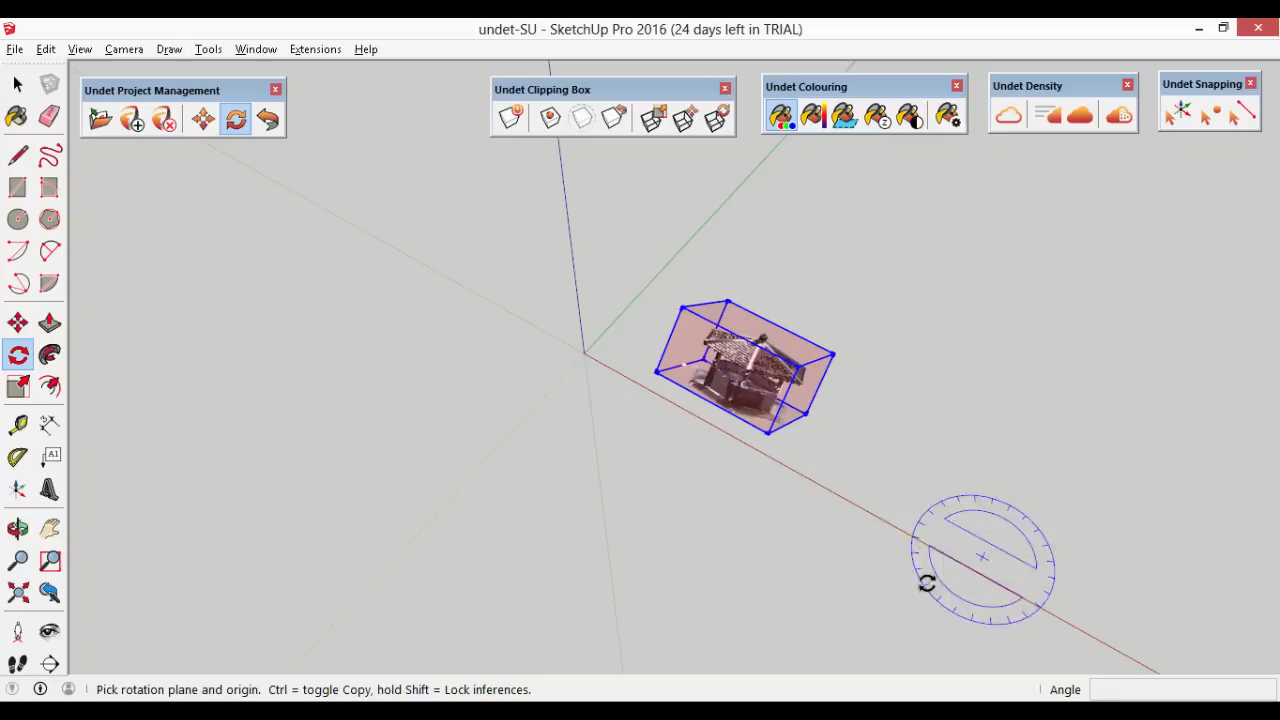 undet-SU - SketchUp Pro 2016 (24 days left in TRIAL)
File Edit View Camera Draw Tools Window Extensions Help
Undet Project Management
Undet Clipping Box
Undet Colouring
Undet Density
Undet Snapping
A1
Pick rotation plane and origin. Ctrl = toggle Copy, hold Shift = Lock inferences.
Angle